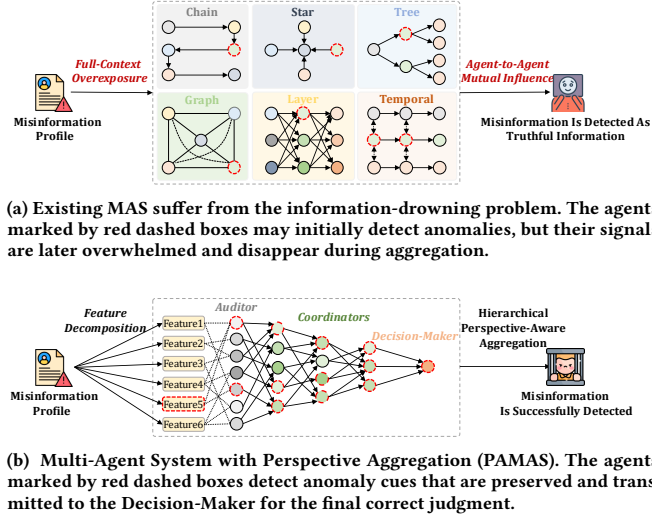 Chain
Star
Tree
Full-Context
Overexposure
Agent-to-Agent
Mutual Influence
Graph
Layer
Temporal
Misinformation
Profile
Misinformation Is Detected As
Truthful Information
(a) Existing MAS suffer from the information-drowning problem. The agent
marked by red dashed boxes may initially detect anomalies, but their signal
are later overwhelmed and disappear during aggregation.
Feature
Decomposition
Auditor
Coordinators
Decision-Maker
Hierarchical
Perspective-Aware
Aggregation
Feature1
Feature2
Feature3
Feature4
Feature5
Feature6
Misinformation
Profile
Misinformation
Is Successfully Detected
(b) Multi-Agent System with Perspective Aggregation (PAMAS). The agent
marked by red dashed boxes detect anomaly cues that are preserved and trans
mitted to the Decision-Maker for the final correct judgment.